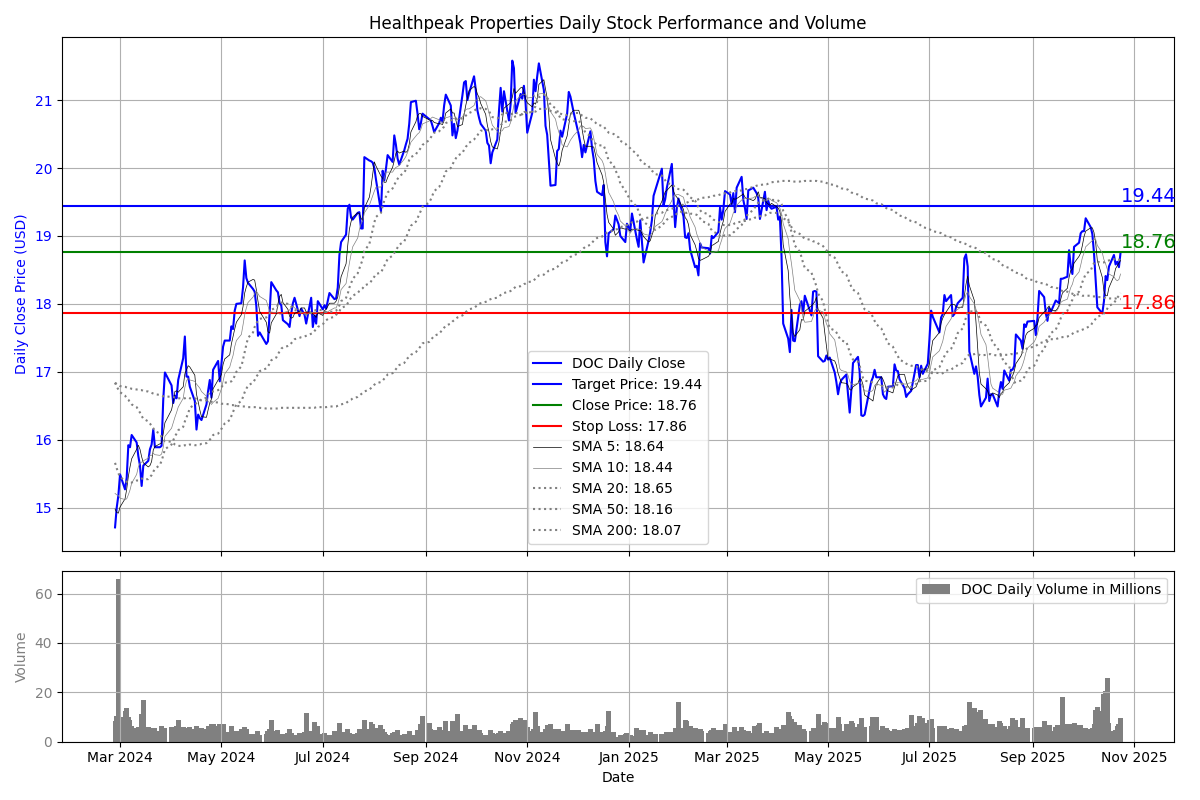 Healthpeak Properties Daily Stock Performance and Volume
Daily Close Price (USD)
21
20
19
18
17
16
15
19.44
18.76
17.86
DOC Daily Close
Target Price: 19.44
Close Price: 18.76
Stop Loss: 17.86
SMA 5: 18.64
SMA 10: 18.44
SMA 20: 18.65
SMA 50: 18.16
SMA 200: 18.07
Volume
60
40
20
0
DOC Daily Volume in Millions
Mar 2024 May 2024 Jul 2024 Sep 2024 Nov 2024 Jan 2025 Mar 2025 May 2025 Jul 2025 Sep 2025 Nov 2025
Date